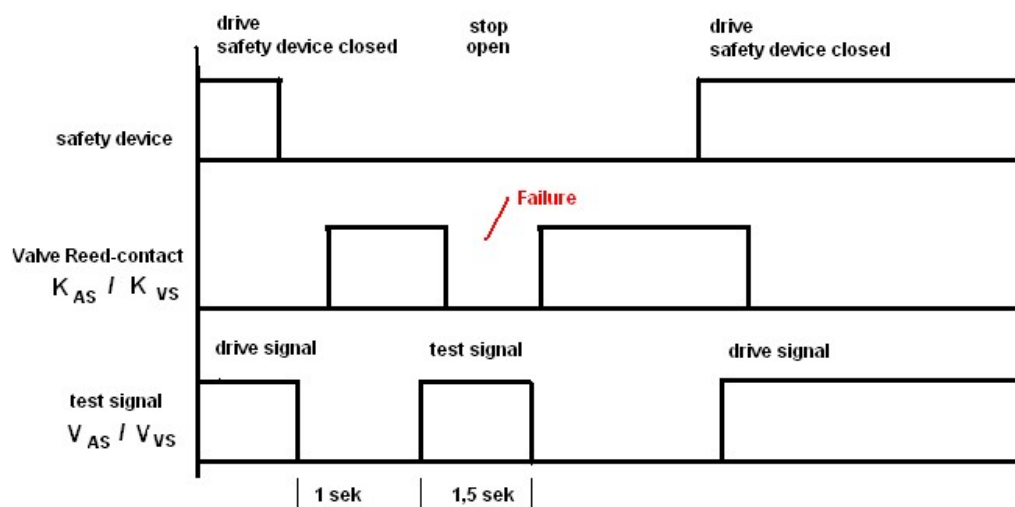 drive
safety device closed
stop
open
drive
safety device closed
safety device
Failure
Valve Reed-contact
K AS / K VS
drive signal
test signal
drive signal
test signal
V AS / V VS
1 sek
1,5 sek